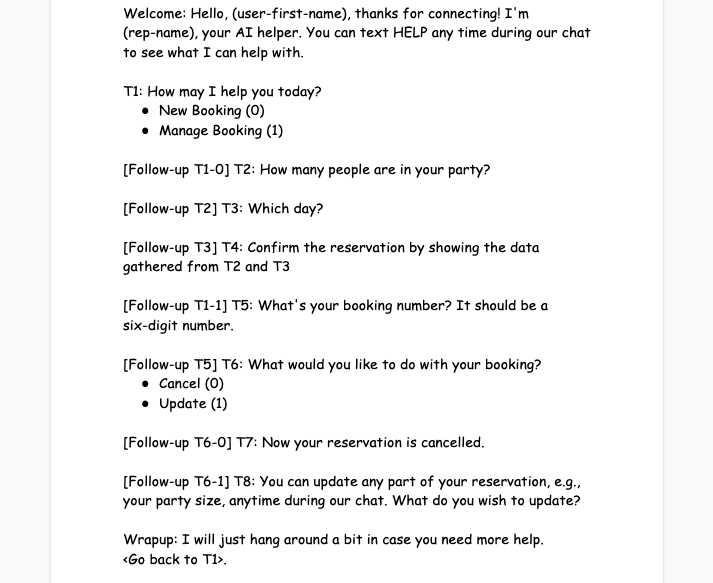 Welcome: Hello, (user-first-name), thanks for connecting! I'm
(rep-name), your AI helper. You can text HELP any time during our chat
to see what I can help with.
T1: How may I help you today?
● New Booking (0)
● Manage Booking (1)
[Follow-up T1-0] T2: How many people are in your party?
[Follow-up T2] T3: Which day?
[Follow-up T3] T4: Confirm the reservation by showing the data
gathered from T2 and T3
[Follow-up T1-1] T5: What's your booking number? It should be a
six-digit number.
[Follow-up T5] T6: What would you like to do with your booking?
● Cancel (0)
● Update (1)
[Follow-up T6-0] T7: Now your reservation is cancelled.
[Follow-up T6-1] T8: You can update any part of your reservation, e.g.,
your party size, anytime during our chat. What do you wish to update?
Wrapup: I will just hang around a bit in case you need more help.
<Go back to T1>.